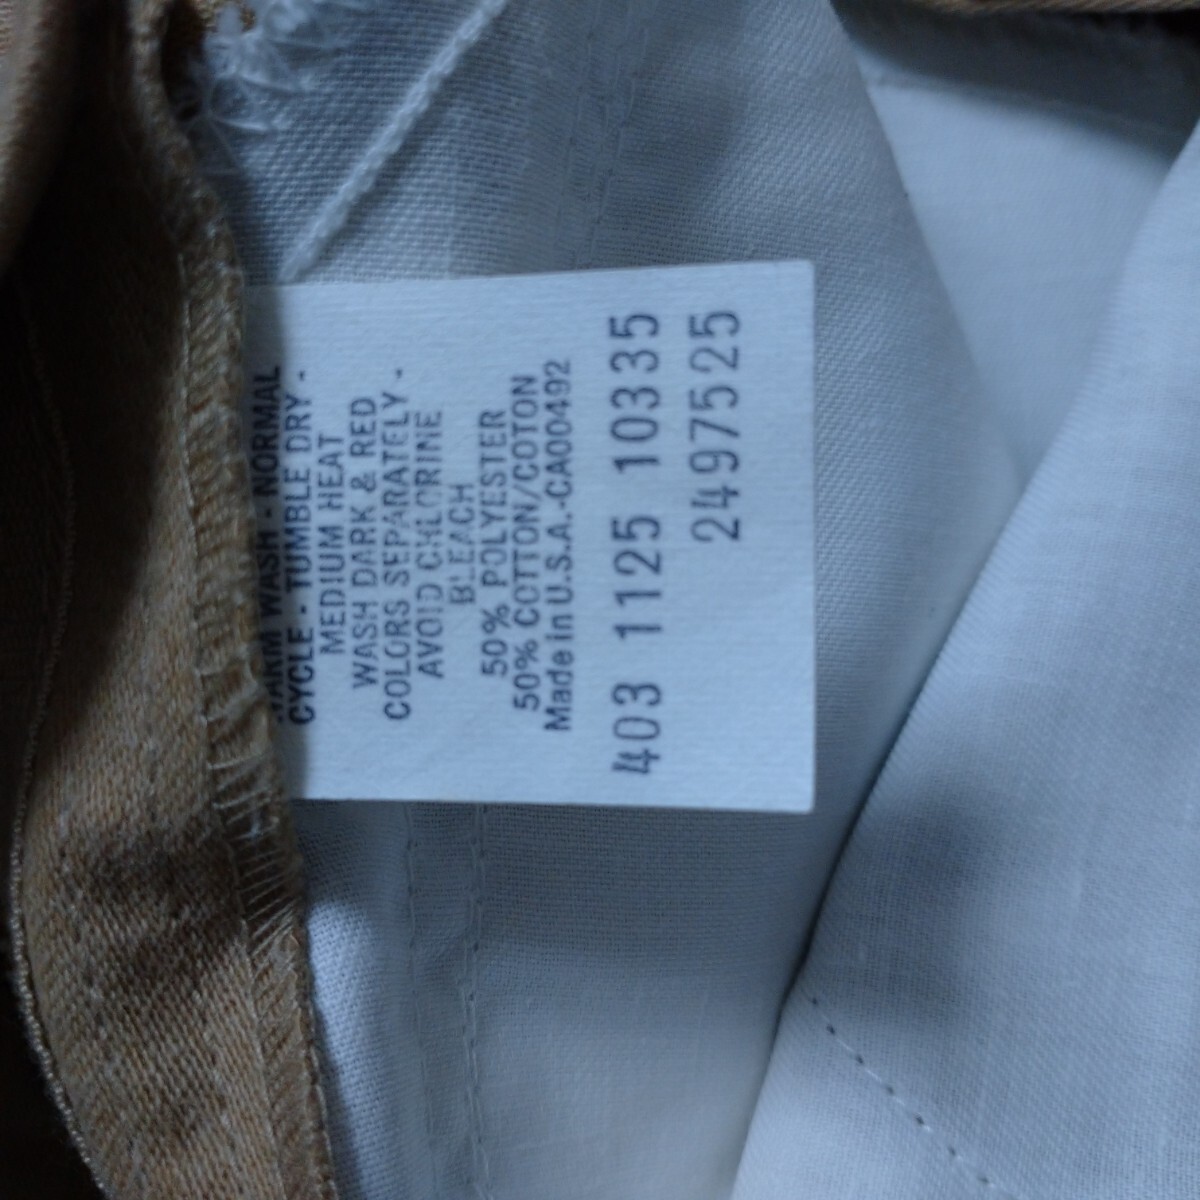 WARM WASH - NORMAL
CYCLE - TUMBLE DRY -
MEDIUM HEAT
WASH DARK & RED
COLORS SEPARATELY -
AVOID CHLORINE
BLEACH
50% POLYESTER
50% COTTON/COTON
Made in U.S.A.-CA00492
403 1125 10335
2497525